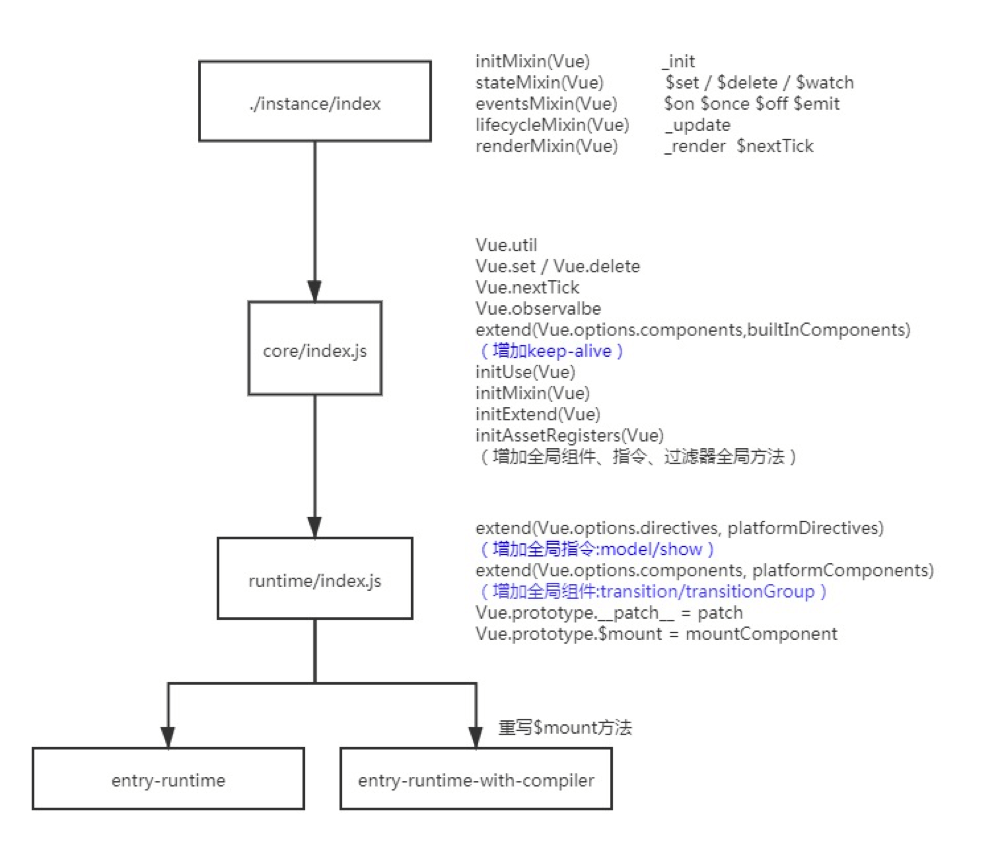 ./instance/index
initMixin(Vue) _init
stateMixin(Vue) $set / $delete / $watch
eventsMixin(Vue) $on $once $off $emit
lifecycleMixin(Vue) _update
renderMixin(Vue) _render $nextTick
core/index.js
Vue.util
Vue.set / Vue.delete
Vue.nextTick
Vue.observalbe
extend(Vue.options.components,builtInComponents)
（增加keep-alive）
initUse(Vue)
initMixin(Vue)
initExtend(Vue)
initAssetRegisters(Vue)
（增加全局组件、指令、过滤器全局方法）
runtime/index.js
extend(Vue.options.directives, platformDirectives)
（增加全局指令:model/show）
extend(Vue.options.components, platformComponents)
（增加全局组件:transition/transitionGroup）
Vue.prototype.__patch__ = patch
Vue.prototype.$mount = mountComponent
重写$mount方法
entry-runtime
entry-runtime-with-compiler